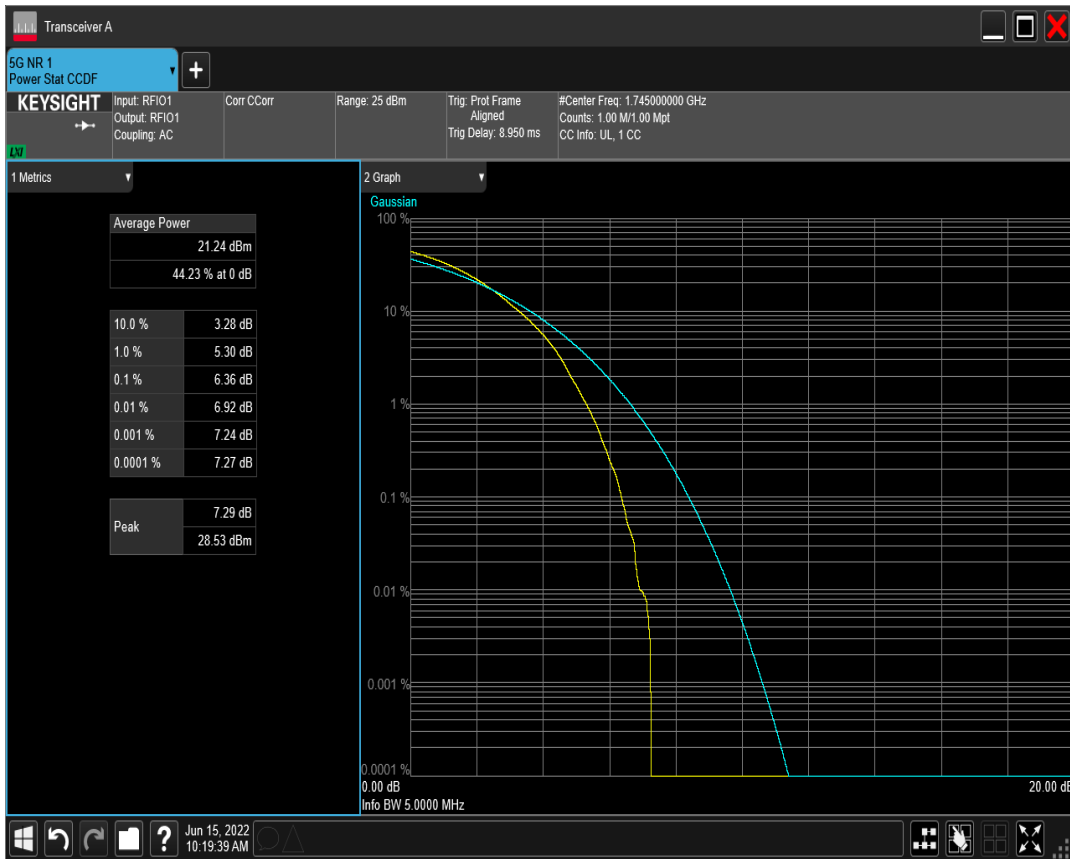 Transceiver A
5G NR 1
Power Stat CCDF
+
KEYSIGHT
LXI
Input: RFIO1
Output: RFIO1
Coupling: AC
Corr CCorr
Range: 25 dBm
Trig: Prot Frame
Aligned
Trig Delay: 8.950 ms
#Center Freq: 1.745000000 GHz
Counts: 1.00 M/1.00 Mpt
CC Info: UL, 1 CC
1 Metrics
Average Power
21.24 dBm
44.23 % at 0 dB
10.0 % 3.28 dB
1.0 % 5.30 dB
0.1 % 6.36 dB
0.01 % 6.92 dB
0.001 % 7.24 dB
0.0001 % 7.27 dB
Peak
7.29 dB
28.53 dBm
2 Graph
Gaussian
100 %
10 %
1 %
0.1 %
0.01 %
0.001 %
0.0001 %
0.00 dB 20.00 dB
Info BW 5.0000 MHz
?
Jun 15, 2022
10:19:39 AM